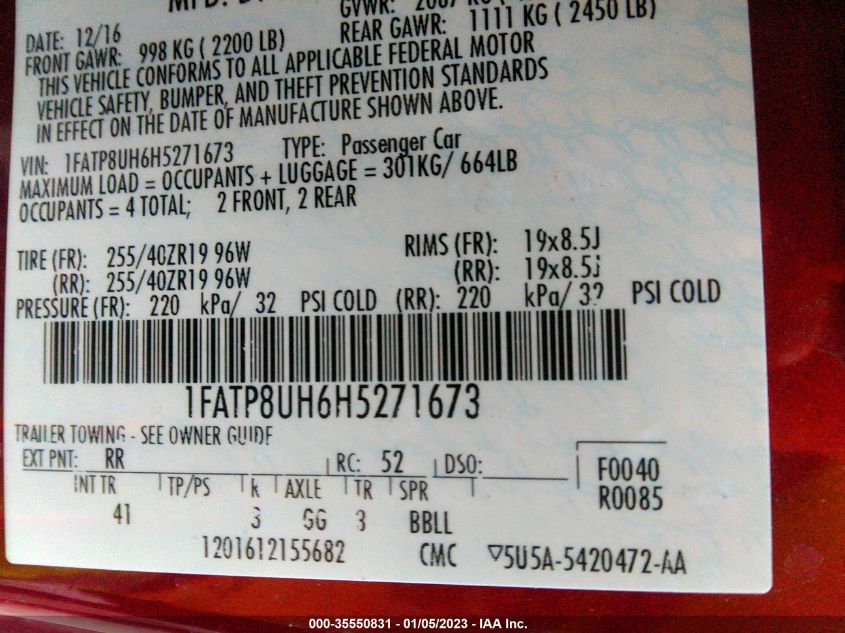 MFD. BY
GVWR:
DATE: 12/16
FRONT GAWR: 998 KG ( 2200 LB) REAR GAWR: 1111 KG ( 2450 LB)
THIS VEHICLE CONFORMS TO ALL APPLICABLE FEDERAL MOTOR
VEHICLE SAFETY, BUMPER, AND THEFT PREVENTION STANDARDS
IN EFFECT ON THE DATE OF MANUFACTURE SHOWN ABOVE.
VIN: 1FATP8UH6H5271673 TYPE: Passenger Car
MAXIMUM LOAD = OCCUPANTS + LUGGAGE = 301KG/ 664LB
OCCUPANTS = 4 TOTAL; 2 FRONT, 2 REAR
TIRE (FR): 255/40ZR19 96W RIMS (FR): 19x8.5J
(RR): 255/40ZR19 96W (RR): 19x8.5J
PRESSURE (FR): 220 kPa/ 32 PSI COLD (RR): 220 kPa/ 32 PSI COLD
1FATP8UH6H5271673
TRAILER TOWING - SEE OWNER GUIDE
EXT PNT: RR RC: 52 DSO: F0040
INT TR TP/PS R AXLE TR SPR R0085
41 3 GG 3 BBLL
1201612155682 CMC ▽5U5A-5420472-AA
000-35550831 - 01/05/2023 - IAA Inc.